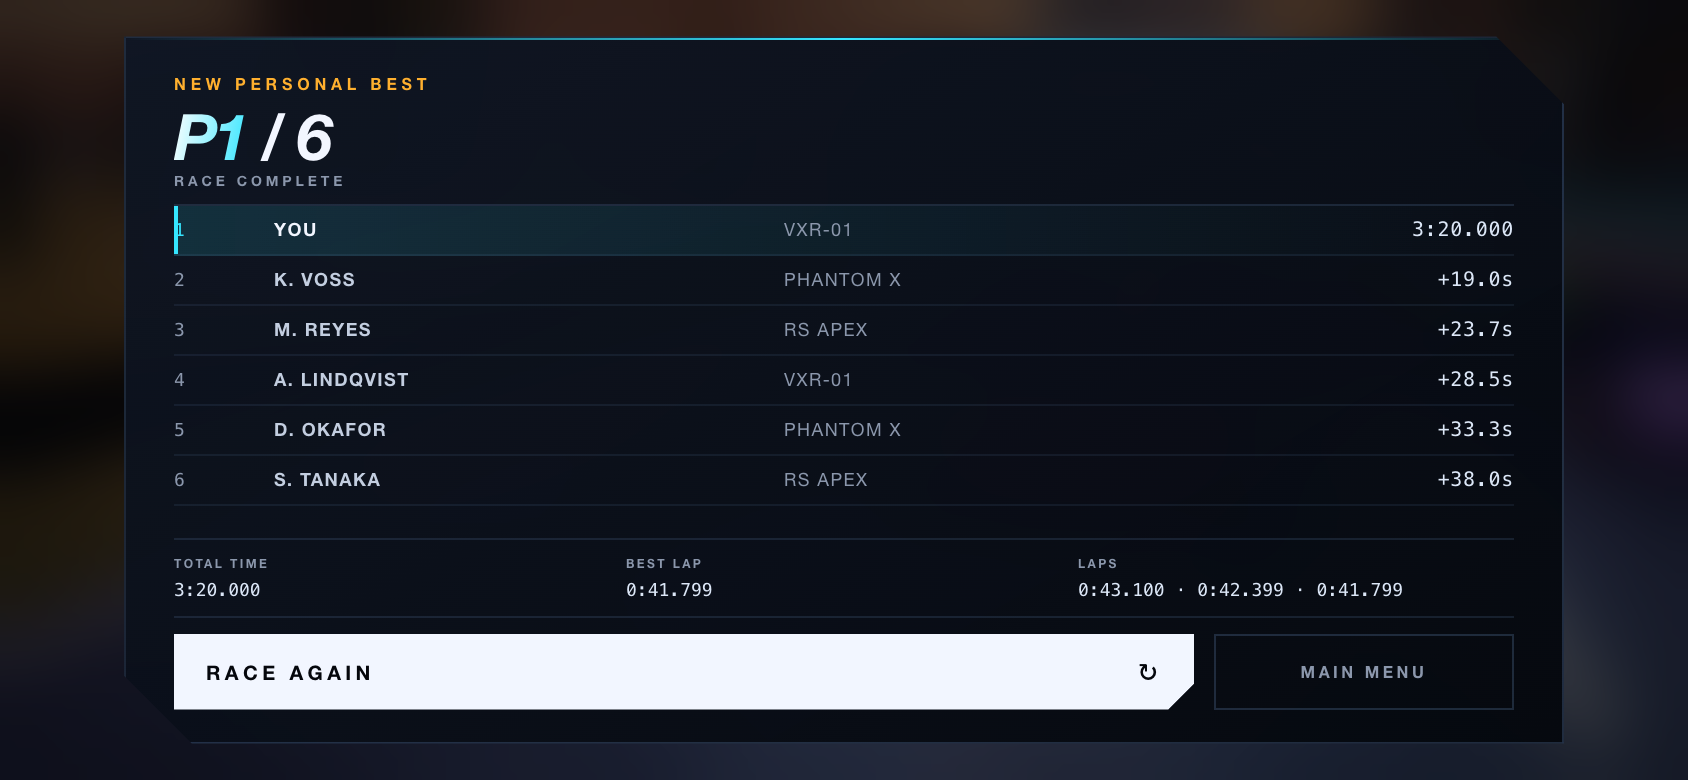 NEW PERSONAL BEST
P1 / 6
RACE COMPLETE
1 YOU VXR-01 3:20.000
2 K. VOSS PHANTOM X +19.0s
3 M. REYES RS APEX +23.7s
4 A. LINDQVIST VXR-01 +28.5s
5 D. OKAFOR PHANTOM X +33.3s
6 S. TANAKA RS APEX +38.0s
TOTAL TIME BEST LAP LAPS
3:20.000 0:41.799 0:43.100 · 0:42.399 · 0:41.799
RACE AGAIN ↻ MAIN MENU